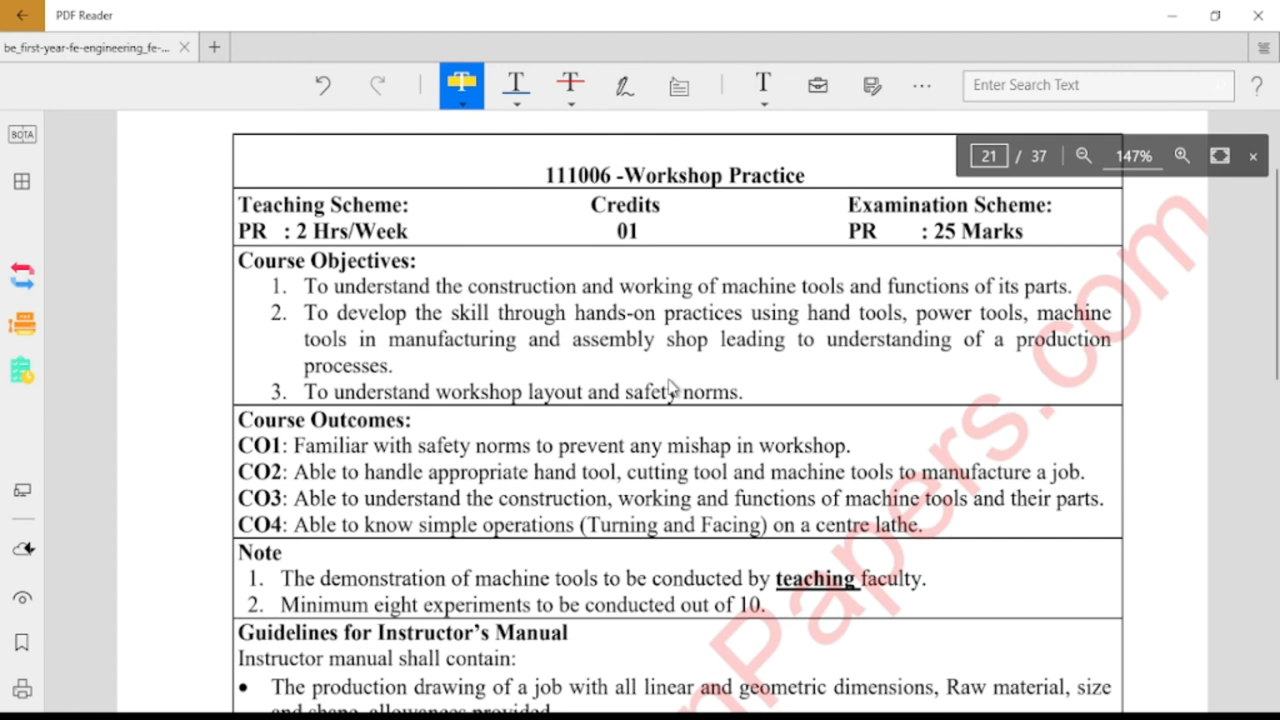 PDF Reader
be_first-year-fe-engineering_fe-...
Enter Search Text
BOTA
21 / 37 147%
111006 -Workshop Practice
Teaching Scheme: Credits Examination Scheme:
PR : 2 Hrs/Week 01 PR : 25 Marks
Course Objectives:
1. To understand the construction and working of machine tools and functions of its parts.
2. To develop the skill through hands-on practices using hand tools, power tools, machine
tools in manufacturing and assembly shop leading to understanding of a production
processes.
3. To understand workshop layout and safety norms.
Course Outcomes:
CO1: Familiar with safety norms to prevent any mishap in workshop.
CO2: Able to handle appropriate hand tool, cutting tool and machine tools to manufacture a job.
CO3: Able to understand the construction, working and functions of machine tools and their parts.
CO4: Able to know simple operations (Turning and Facing) on a centre lathe.
Note
1. The demonstration of machine tools to be conducted by teaching faculty.
2. Minimum eight experiments to be conducted out of 10.
Guidelines for Instructor's Manual
Instructor manual shall contain:
• The production drawing of a job with all linear and geometric dimensions, Raw material, size
and shape, allowances provided
nPapers.com